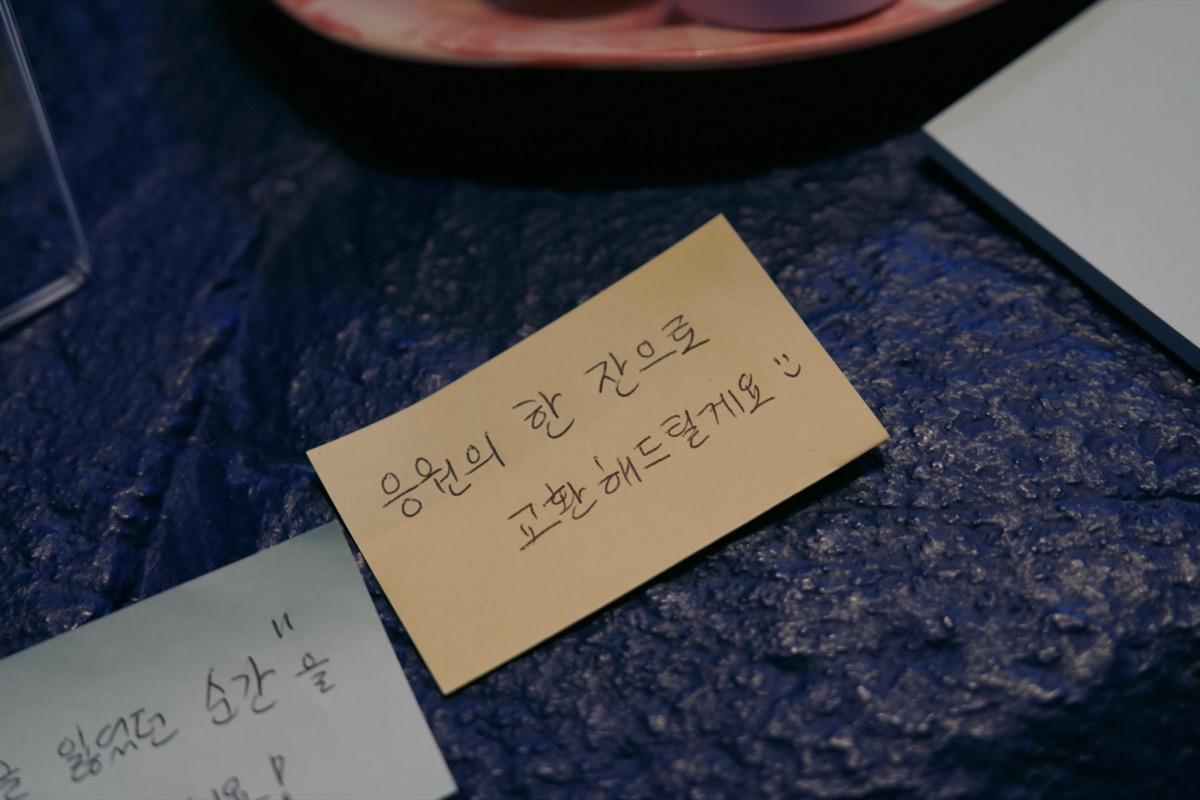 응원의 한 잔으로
교환해드릴게요 :)
잃었던 순간"을